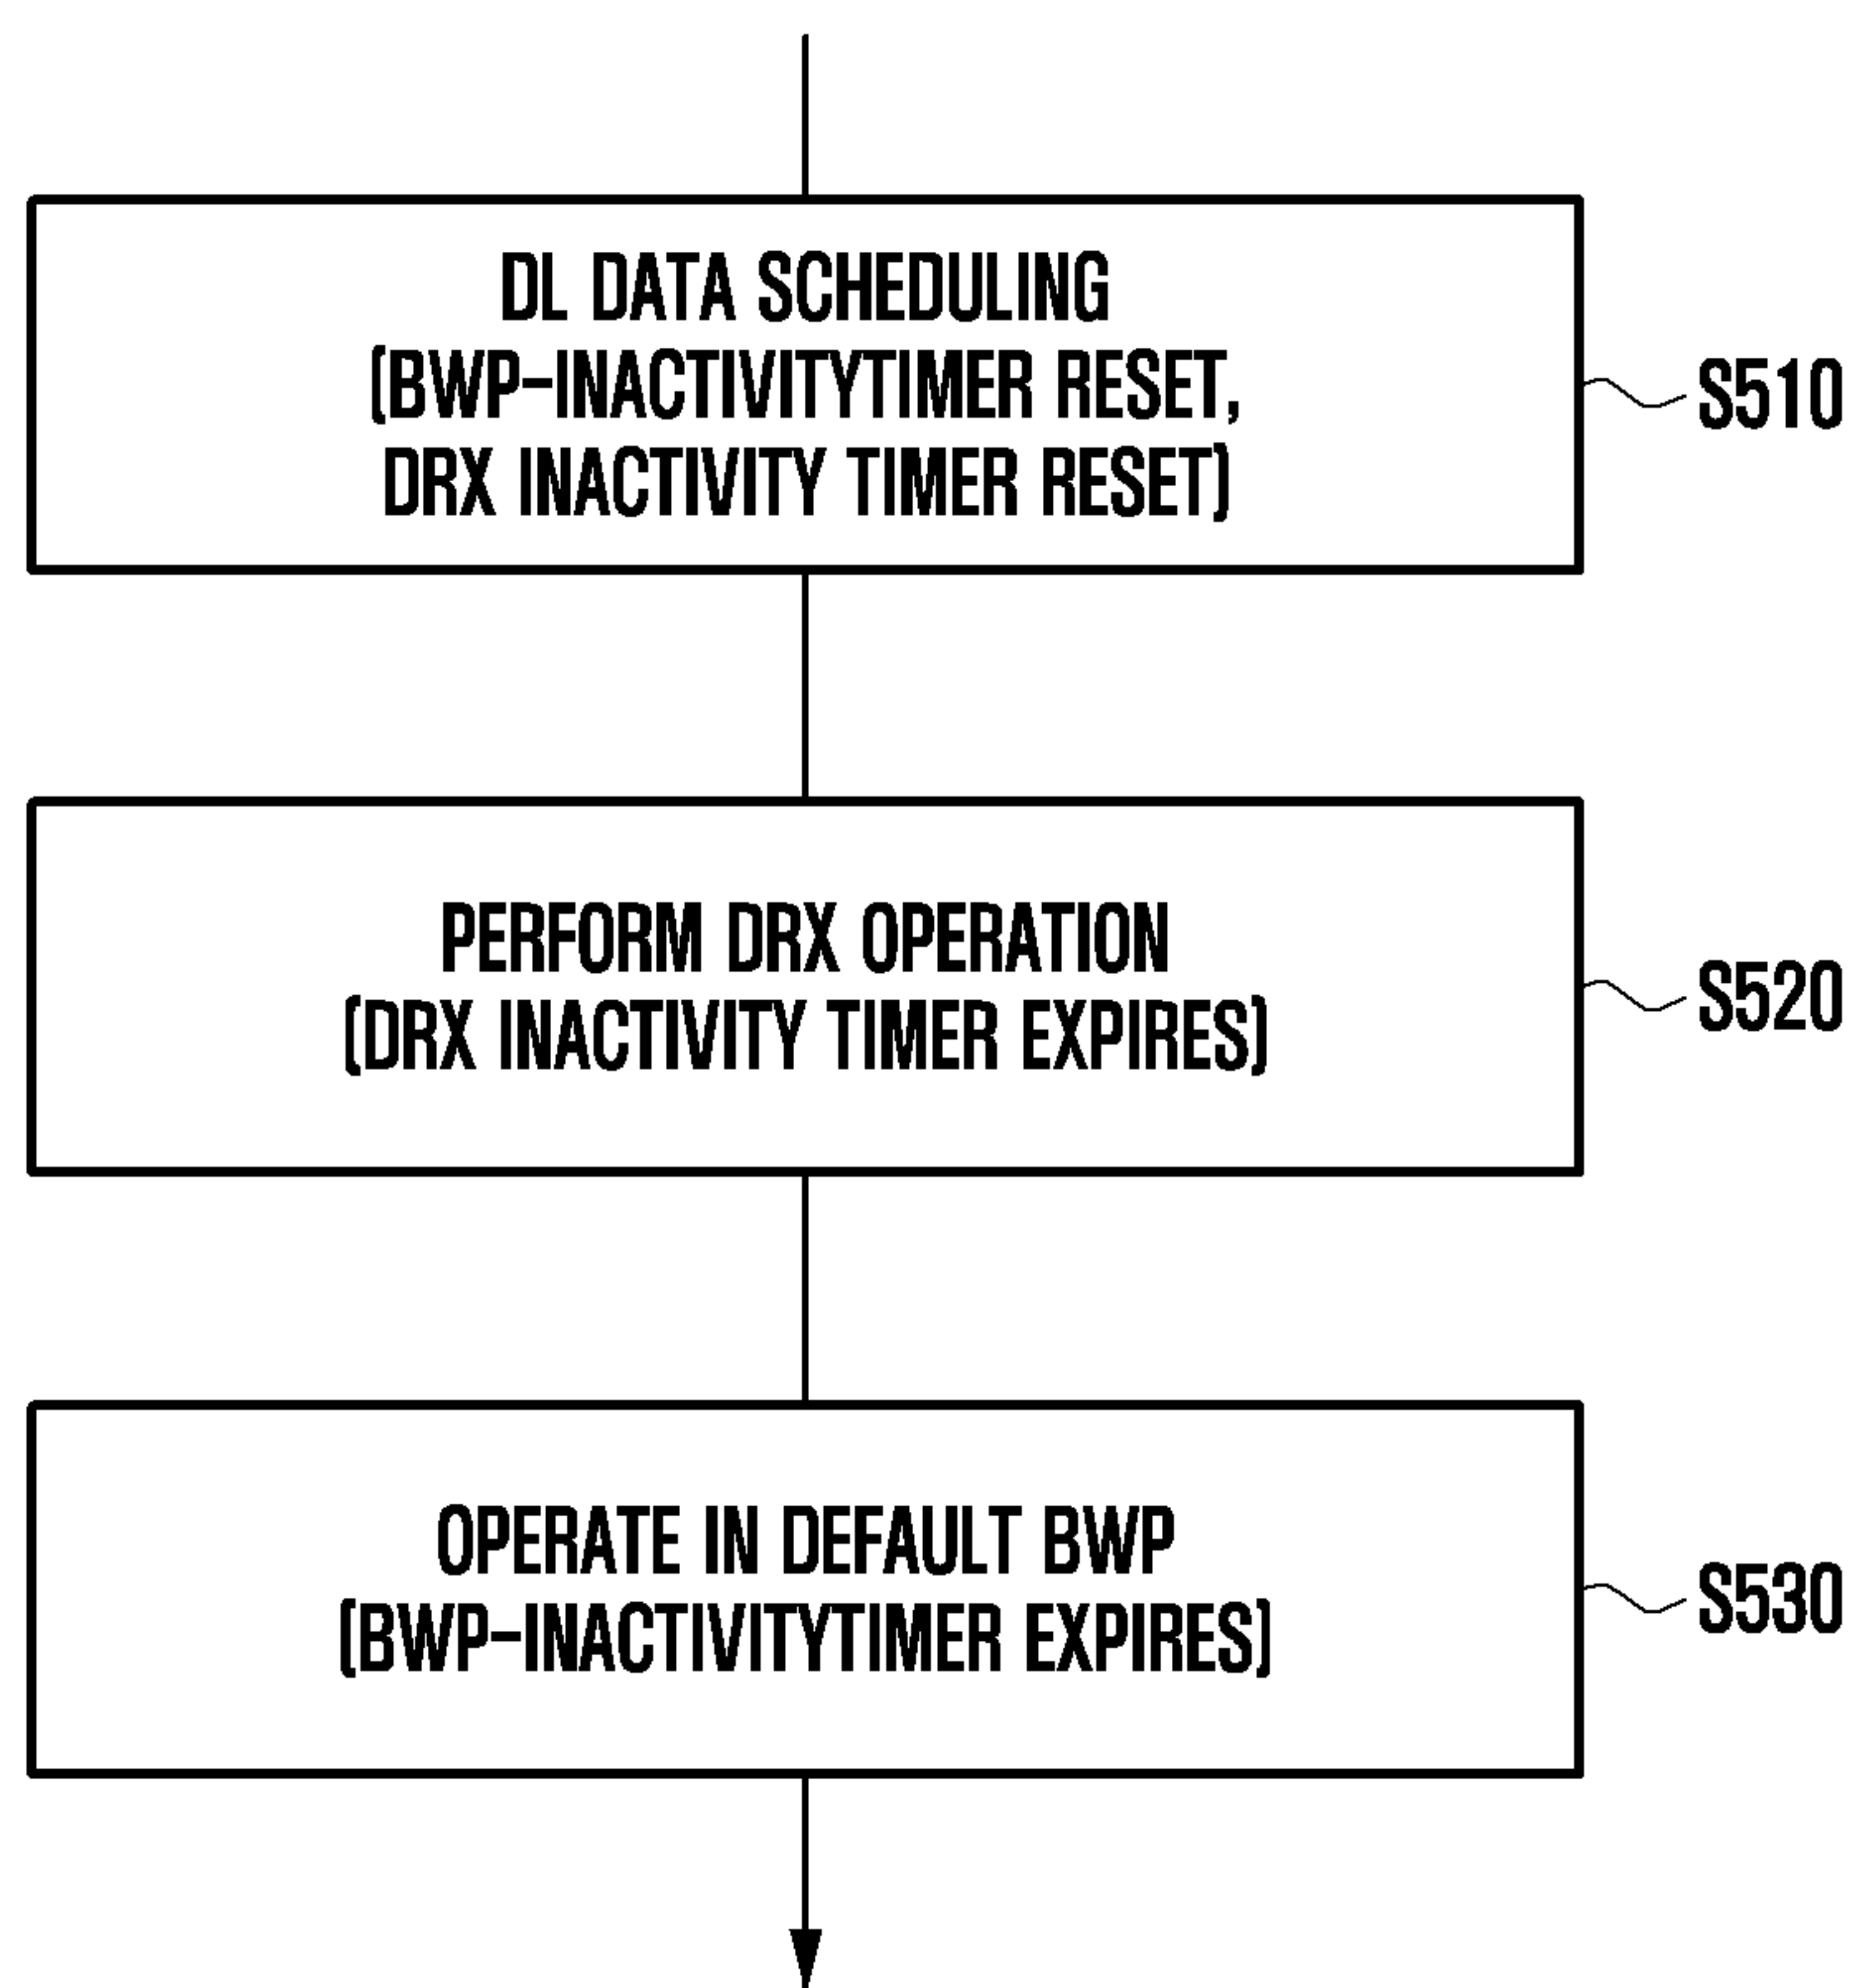 DL DATA SCHEDULING
(BWP-INACTIVITYTIMER RESET,
DRX INACTIVITY TIMER RESET)
S510
PERFORM DRX OPERATION
(DRX INACTIVITY TIMER EXPIRES)
S520
OPERATE IN DEFAULT BWP
(BWP-INACTIVITYTIMER EXPIRES)
S530